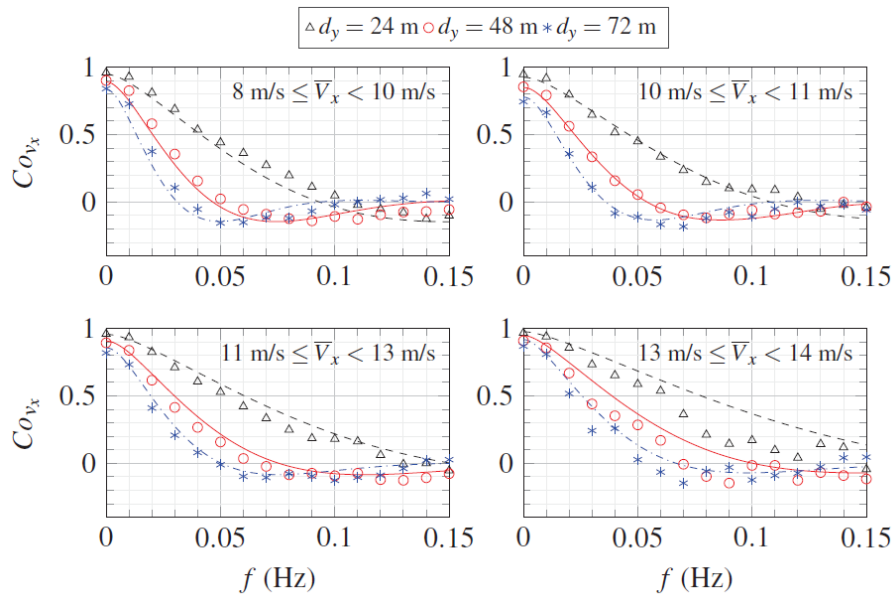 △ d_y = 24 m ○ d_y = 48 m * d_y = 72 m
8 m/s ≤ V̅_x < 10 m/s
1
0.5
0
Co_{v_x}
0 0.05 0.1 0.15
10 m/s ≤ V̅_x < 11 m/s
1
0.5
0
0 0.05 0.1 0.15
11 m/s ≤ V̅_x < 13 m/s
1
0.5
0
Co_{v_x}
0 0.05 0.1 0.15
f (Hz)
13 m/s ≤ V̅_x < 14 m/s
1
0.5
0
0 0.05 0.1 0.15
f (Hz)